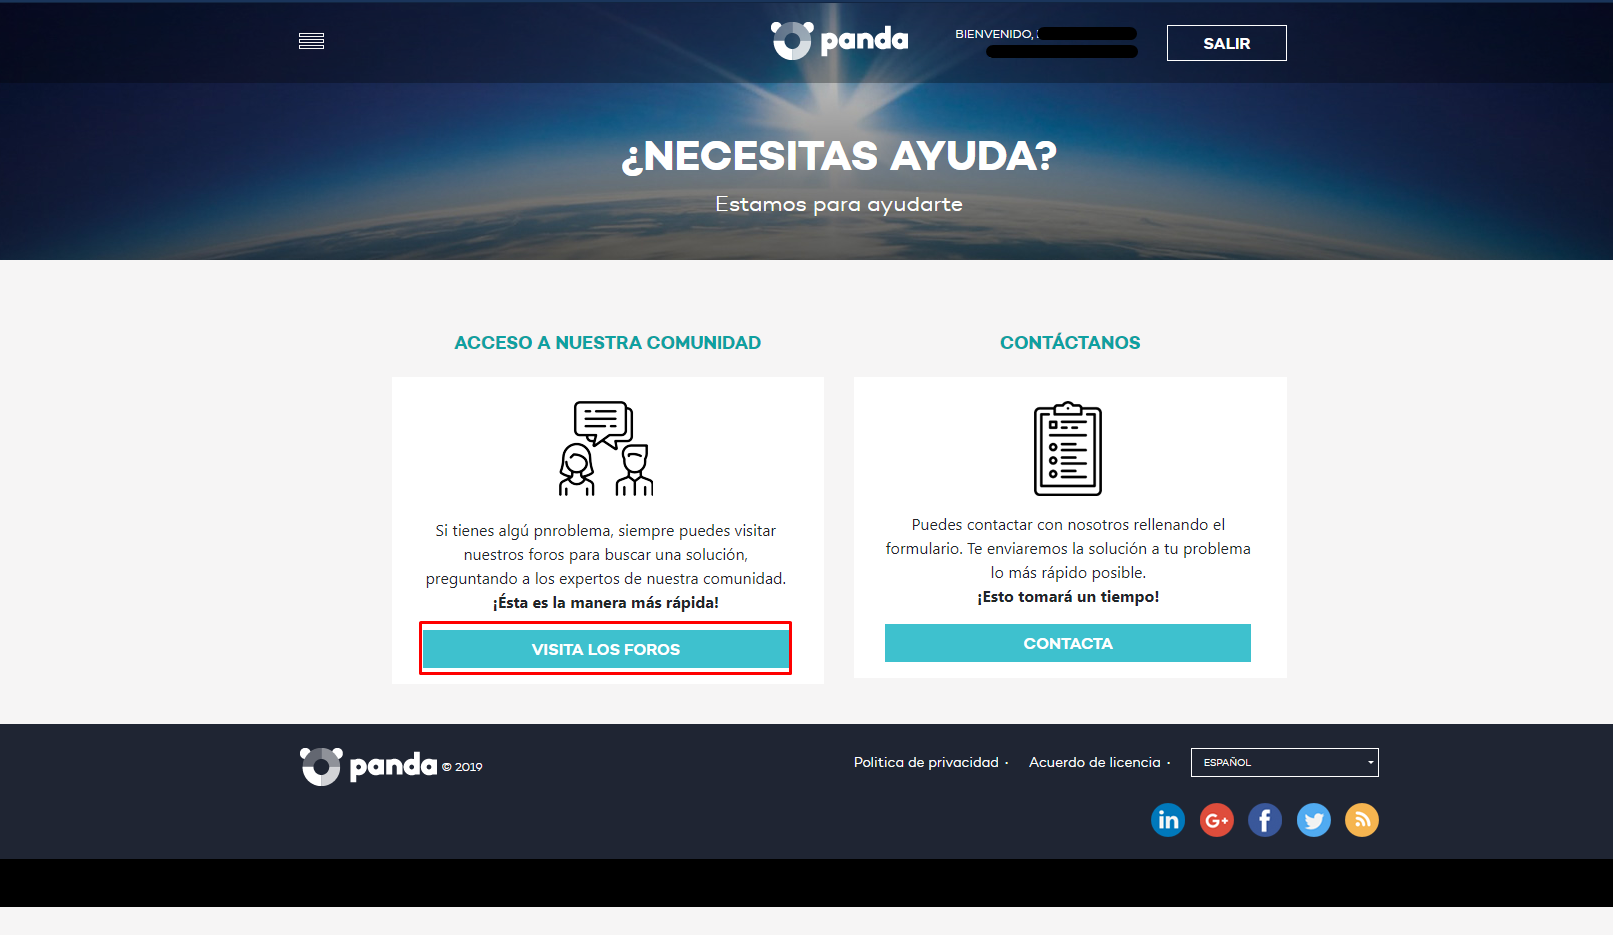 panda
BIENVENIDO,
SALIR
¿NECESITAS AYUDA?
Estamos para ayudarte
ACCESO A NUESTRA COMUNIDAD
Si tienes algú pnroblema, siempre puedes visitar
nuestros foros para buscar una solución,
preguntando a los expertos de nuestra comunidad.
¡Ésta es la manera más rápida!
VISITA LOS FOROS
CONTÁCTANOS
Puedes contactar con nosotros rellenando el
formulario. Te enviaremos la solución a tu problema
lo más rápido posible.
¡Esto tomará un tiempo!
CONTACTA
panda © 2019
Politica de privacidad · Acuerdo de licencia ·
ESPAÑOL
in G+ f